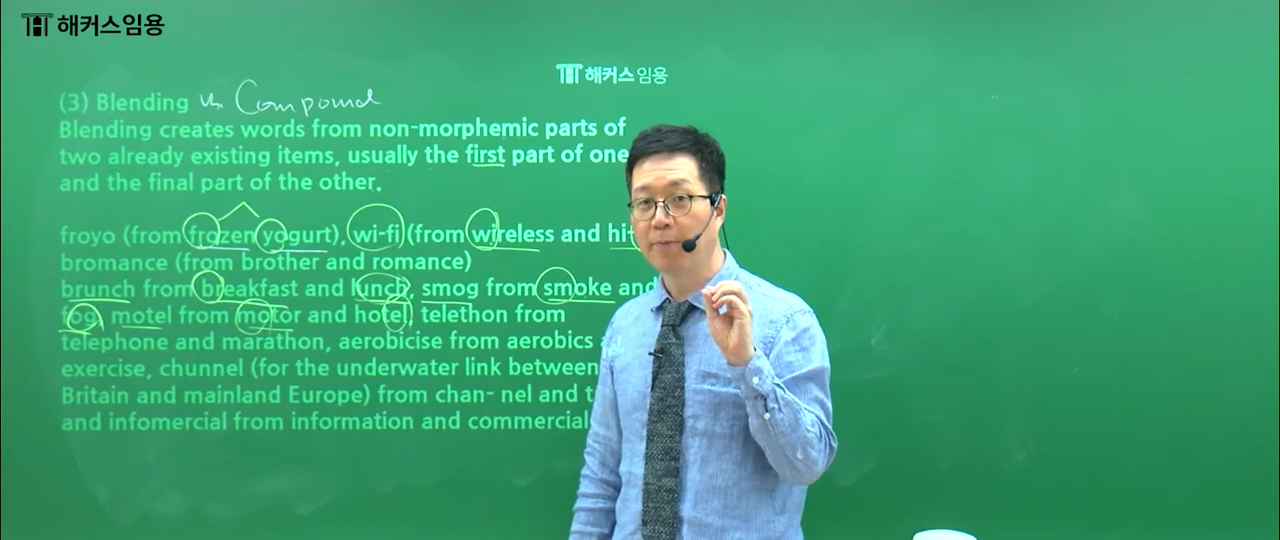 해커스임용
해커스임용
(3) Blending vs. Compound
Blending creates words from non-morphemic parts of
two already existing items, usually the first part of one
and the final part of the other.
froyo (from frozen yogurt), wi-fi (from wireless and hi-
bromance (from brother and romance)
brunch from breakfast and lunch, smog from smoke and
fog, motel from motor and hotel, telethon from
telephone and marathon, aerobicise from aerobics
exercise, chunnel (for the underwater link between
Britain and mainland Europe) from chan- nel and
and infomercial from information and commercial